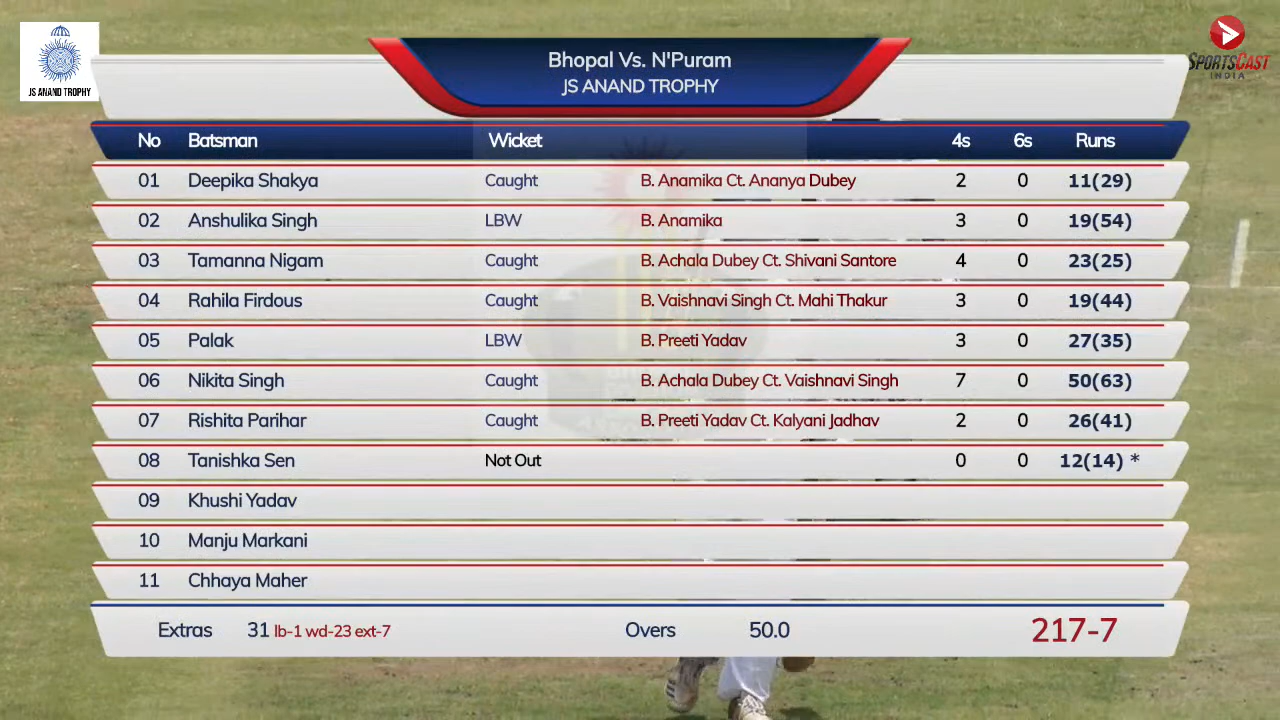 Bhopal Vs. N'Puram
JS ANAND TROPHY
JS ANAND TROPHY
SPORTSCAST
INDIA
No Batsman Wicket 4s 6s Runs
01 Deepika Shakya Caught B. Anamika Ct. Ananya Dubey 2 0 11(29)
02 Anshulika Singh LBW B. Anamika 3 0 19(54)
03 Tamanna Nigam Caught B. Achala Dubey Ct. Shivani Santore 4 0 23(25)
04 Rahila Firdous Caught B. Vaishnavi Singh Ct. Mahi Thakur 3 0 19(44)
05 Palak LBW B. Preeti Yadav 3 0 27(35)
06 Nikita Singh Caught B. Achala Dubey Ct. Vaishnavi Singh 7 0 50(63)
07 Rishita Parihar Caught B. Preeti Yadav Ct. Kalyani Jadhav 2 0 26(41)
08 Tanishka Sen Not Out 0 0 12(14) *
09 Khushi Yadav
10 Manju Markani
11 Chhaya Maher
Extras 31 lb-1 wd-23 ext-7 Overs 50.0 217-7